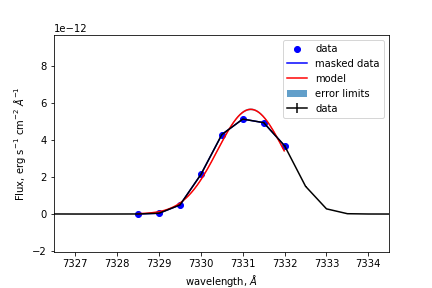 1e−12
data
masked data
model
error limits
data
8
6
4
2
0
−2
Flux, erg s⁻¹ cm⁻² Å⁻¹
7327 7328 7329 7330 7331 7332 7333 7334
wavelength, Å